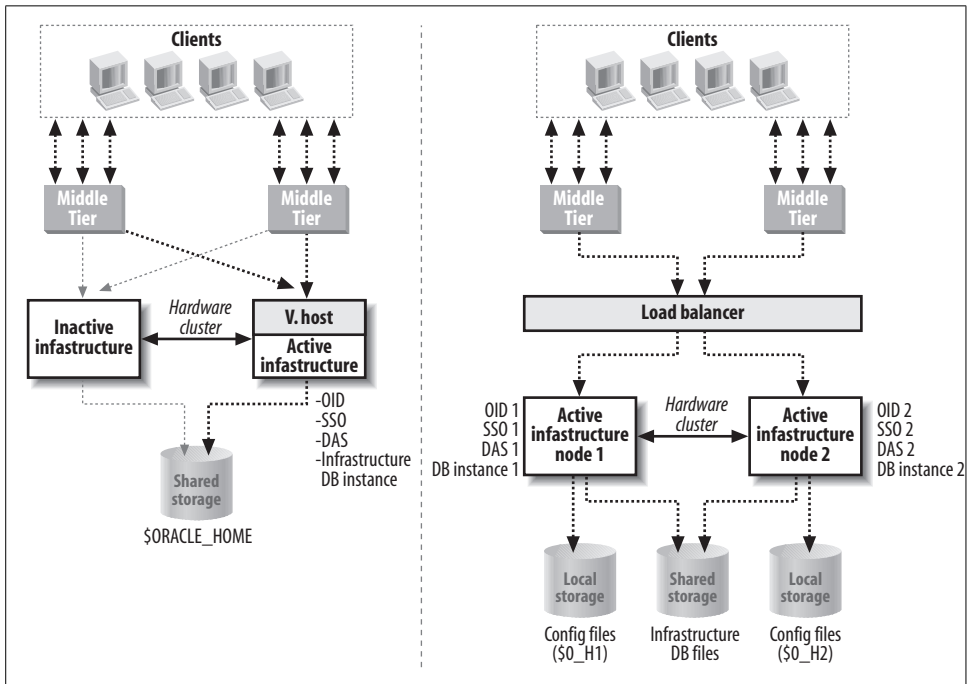 Clients
Middle
Tier
Middle
Tier
Inactive
infastructure
Hardware
cluster
V. host
Active
infastructure
-OID
-SSO
-DAS
-Infrastructure
DB instance
Shared
storage
$ORACLE_HOME
Clients
Middle
Tier
Middle
Tier
Load balancer
OID 1
SSO 1
DAS 1
DB instance 1
Active
infastructure
node 1
Hardware
cluster
Active
infastructure
node 2
OID 2
SSO 2
DAS 2
DB instance 2
Local
storage
Config files
($O_H1)
Shared
storage
Infrastructure
DB files
Local
storage
Config files
($O_H2)